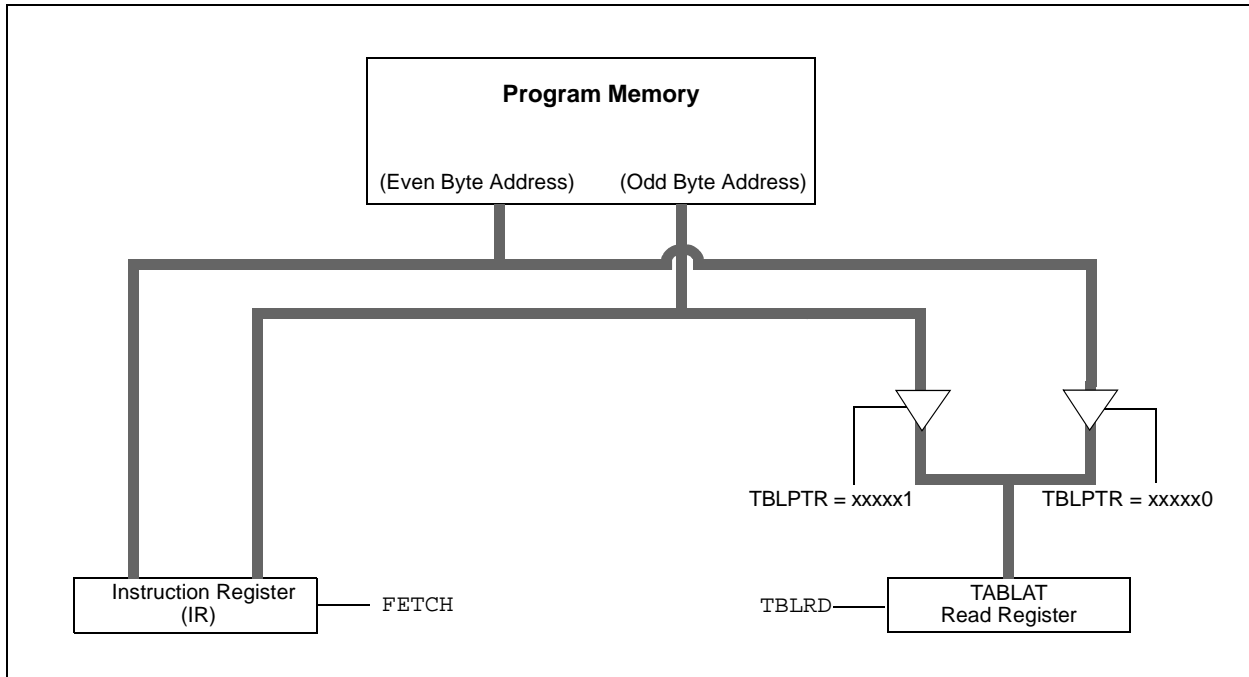 Program Memory
(Even Byte Address)
(Odd Byte Address)
TBLPTR = xxxxx1
TBLPTR = xxxxx0
Instruction Register
(IR)
FETCH
TBLRD
TABLAT
Read Register